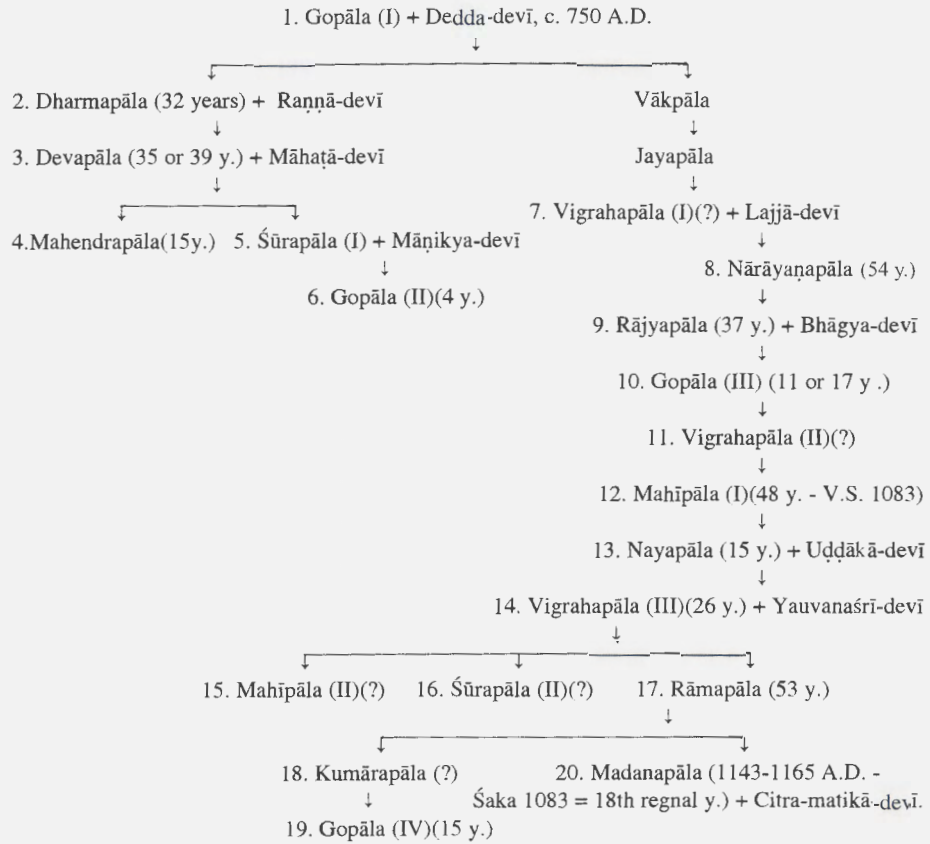 1. Gopāla (I) + Dedda-devī, c. 750 A.D.
2. Dharmapāla (32 years) + Raṇṇā-devī Vākpāla
3. Devapāla (35 or 39 y.) + Māhaṭā-devī Jayapāla
7. Vigrahapāla (I)(?) + Lajjā-devī
4.Mahendrapāla(15y.) 5. Śūrapāla (I) + Māṇikya-devī
8. Nārāyaṇapāla (54 y.)
6. Gopāla (II)(4 y.)
9. Rājyapāla (37 y.) + Bhāgya-devī
10. Gopāla (III) (11 or 17 y .)
11. Vigrahapāla (II)(?)
12. Mahīpāla (I)(48 y. - V.S. 1083)
13. Nayapāla (15 y.) + Uḍḍākā-devī
14. Vigrahapāla (III)(26 y.) + Yauvanaśrī-devī
15. Mahīpāla (II)(?) 16. Śūrapāla (II)(?) 17. Rāmapāla (53 y.)
18. Kumārapāla (?) 20. Madanapāla (1143-1165 A.D. -
Śaka 1083 = 18th regnal y.) + Citra-matikā-devī.
19. Gopāla (IV)(15 y.)